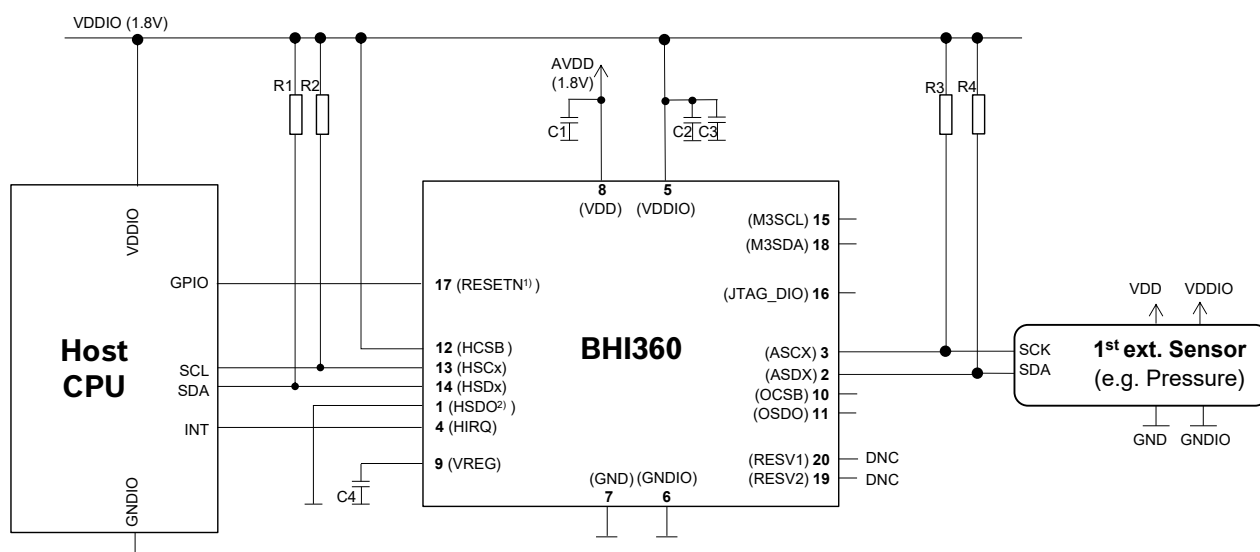 VDDIO (1.8V)
AVDD
(1.8V)
R1
R2
R3
R4
C1
C2
C3
8
(VDD)
5
(VDDIO)
VDDIO
GPIO
Host
CPU
SCL
SDA
INT
GNDIO
17 (RESETN1) )
12 (HCSB)
13 (HSCx)
14 (HSDx)
1 (HSDO2) )
4 (HIRQ)
9 (VREG)
C4
BHI360
(M3SCL) 15
(M3SDA) 18
(JTAG_DIO) 16
(ASCX) 3
(ASDX) 2
(OCSB) 10
(OSDO) 11
(RESV1) 20
DNC
(RESV2) 19
DNC
(GND)
7
(GNDIO)
6
VDD
VDDIO
SCK
SDA
1st ext. Sensor
(e.g. Pressure)
GND
GNDIO